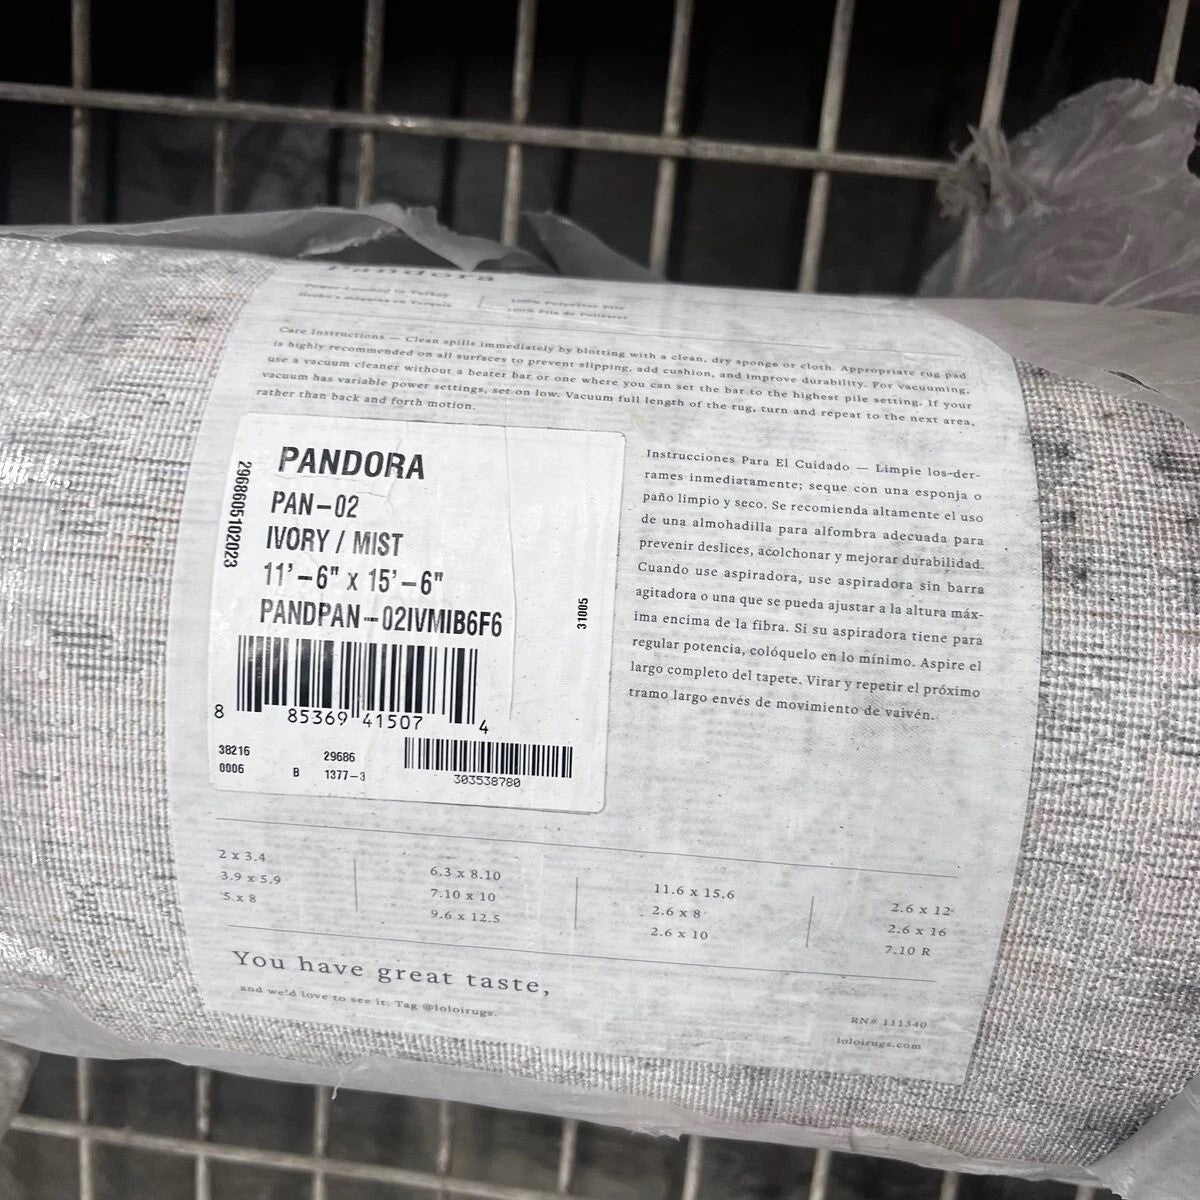 Pandora
Power-Loomed in Turkey
Hecho a Máquina en Turquía
100% Polyester Pile
100% Pila de Poliéster
Care Instructions — Clean spills immediately by blotting with a clean, dry sponge or cloth. Appropriate rug pad
is highly recommended on all surfaces to prevent slipping, add cushion, and improve durability. For vacuuming,
use a vacuum cleaner without a beater bar or one where you can set the bar to the highest pile setting. If your
vacuum has variable power settings, set on low. Vacuum full length of the rug, turn and repeat to the next area,
rather than back and forth motion.
2968605102023
PANDORA
PAN-02
IVORY / MIST
11'-6" x 15'-6"
PANDPAN-02IVMIB6F6
31005
8 85369 41507 4
38216
0006
B
29686
1377-3
303538780
Instrucciones Para El Cuidado — Limpie los-der-
rames inmediatamente; seque con una esponja o
paño limpio y seco. Se recomienda altamente el uso
de una almohadilla para alfombra adecuada para
prevenir deslices, acolchonar y mejorar durabilidad.
Cuando use aspiradora, use aspiradora sin barra
agitadora o una que se pueda ajustar a la altura máx-
ima encima de la fibra. Si su aspiradora tiene para
regular potencia, colóquelo en lo mínimo. Aspire el
largo completo del tapete. Virar y repetir el próximo
tramo largo envés de movimiento de vaivén.
2 x 3.4
3.9 x 5.9
5 x 8
6.3 x 8.10
7.10 x 10
9.6 x 12.5
11.6 x 15.6
2.6 x 8
2.6 x 10
2.6 x 12
2.6 x 16
7.10 R
You have great taste,
and we'd love to see it. Tag @loloirugs.
RN# 111340
loloirugs.com